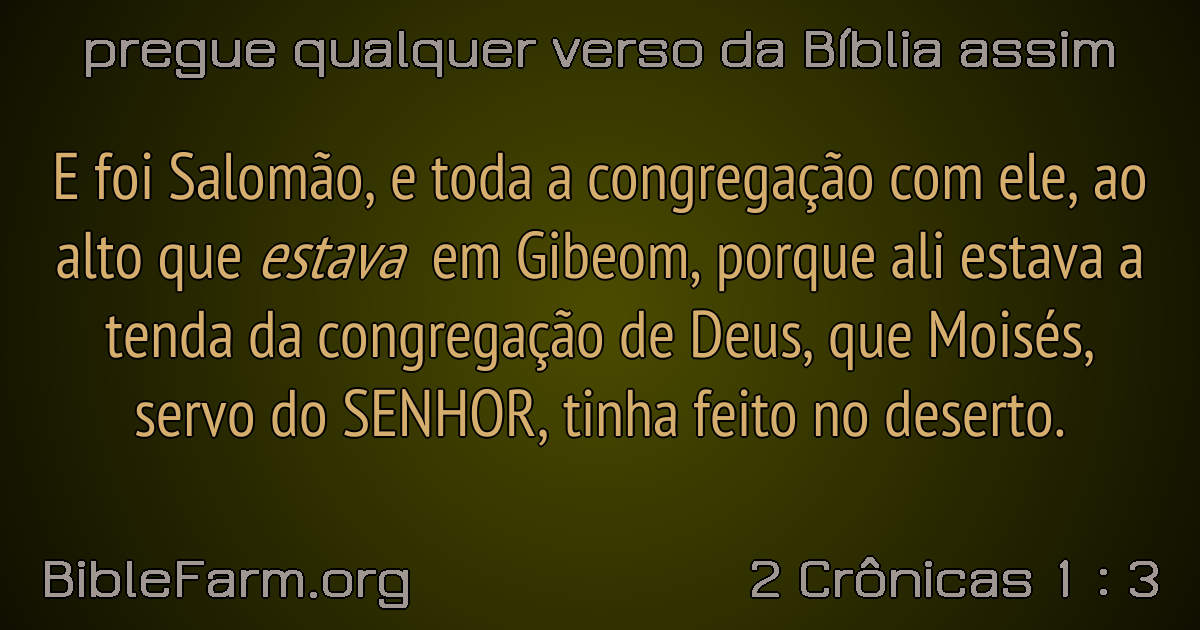 pregue qualquer verso da Bíblia assim
E foi Salomão, e toda a congregação com ele, ao
alto que estava em Gibeom, porque ali estava a
tenda da congregação de Deus, que Moisés,
servo do SENHOR, tinha feito no deserto.
BibleFarm.org
2 Crônicas 1 : 3